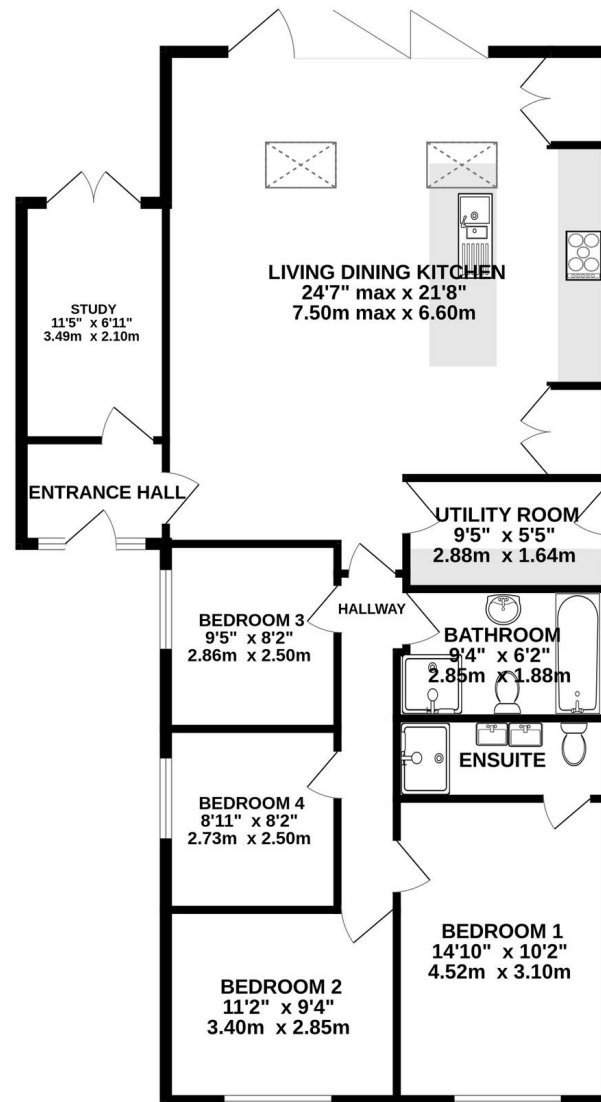 LIVING DINING KITCHEN
24'7" max x 21'8"
7.50m max x 6.60m
STUDY
11'5" x 6'11"
3.49m x 2.10m
ENTRANCE HALL
UTILITY ROOM
9'5" x 5'5"
2.88m x 1.64m
HALLWAY
BEDROOM 3
9'5" x 8'2"
2.86m x 2.50m
BATHROOM
9'4" x 6'2"
2.85m x 1.88m
ENSUITE
BEDROOM 4
8'11" x 8'2"
2.73m x 2.50m
BEDROOM 1
14'10" x 10'2"
4.52m x 3.10m
BEDROOM 2
11'2" x 9'4"
3.40m x 2.85m